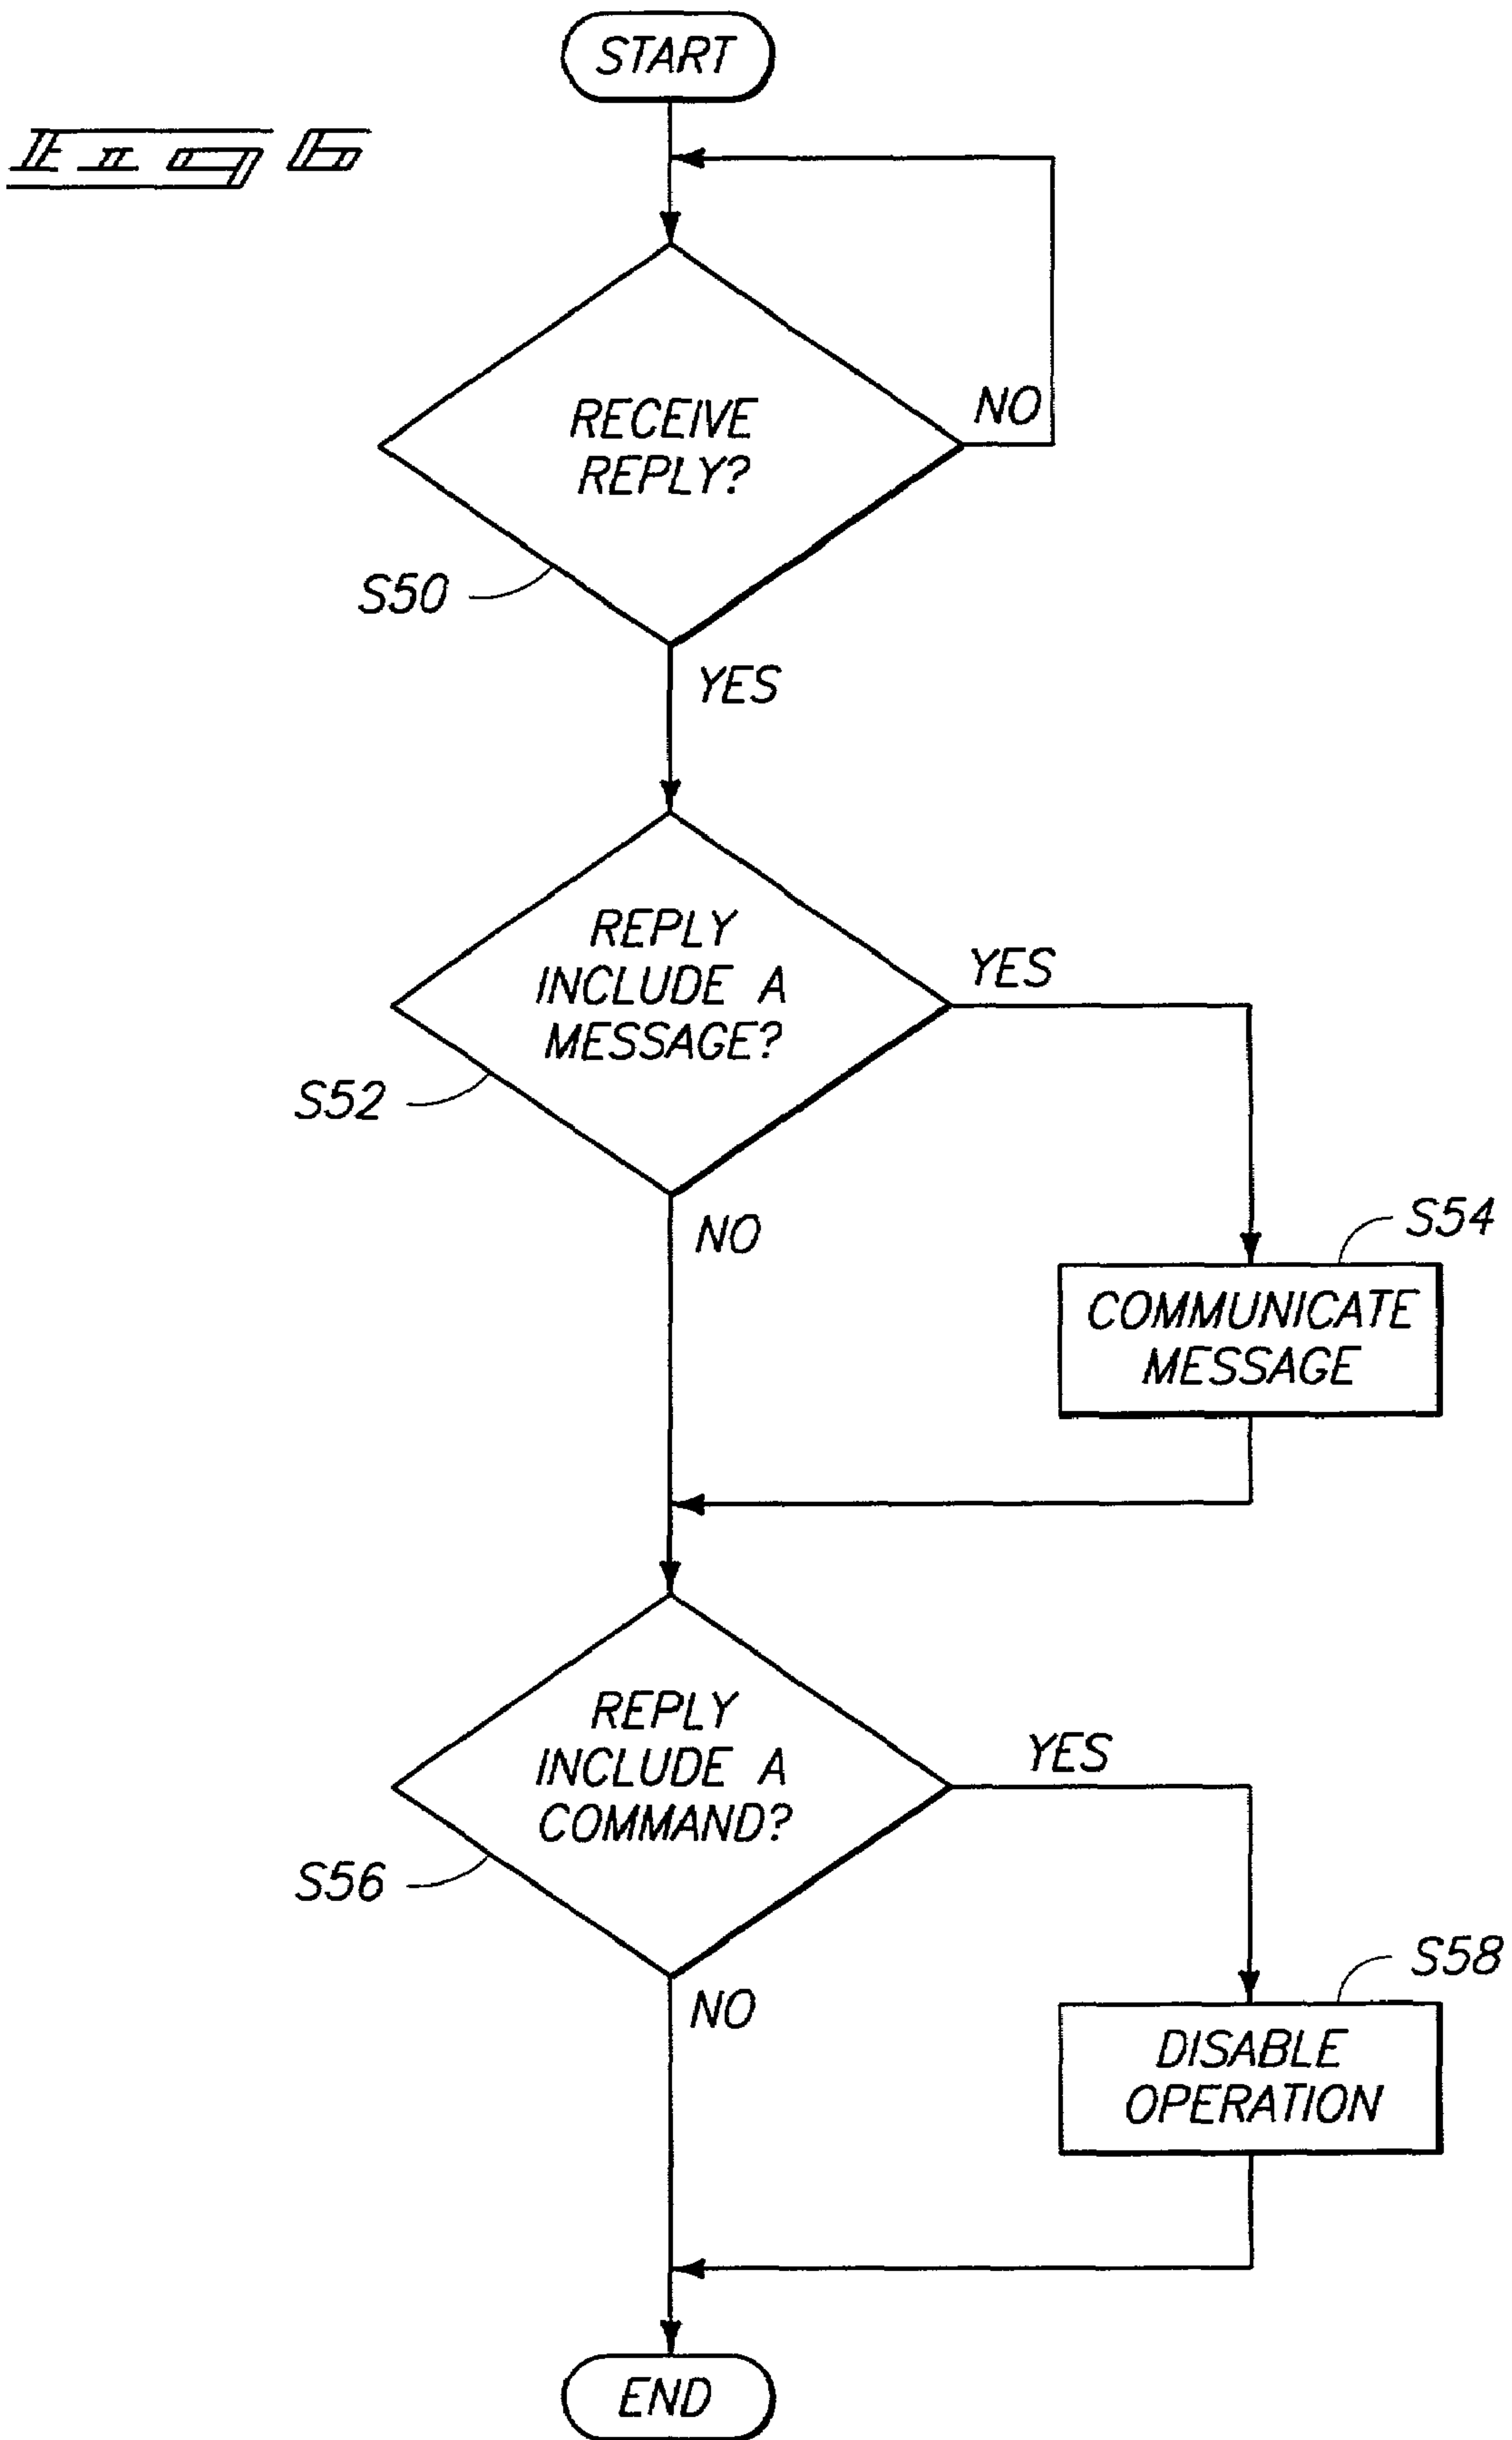 START
Fig 6
RECEIVE
REPLY?
NO
S50
YES
REPLY
INCLUDE A
MESSAGE?
YES
S52
NO
S54
COMMUNICATE
MESSAGE
REPLY
INCLUDE A
COMMAND?
YES
S56
NO
S58
DISABLE
OPERATION
END